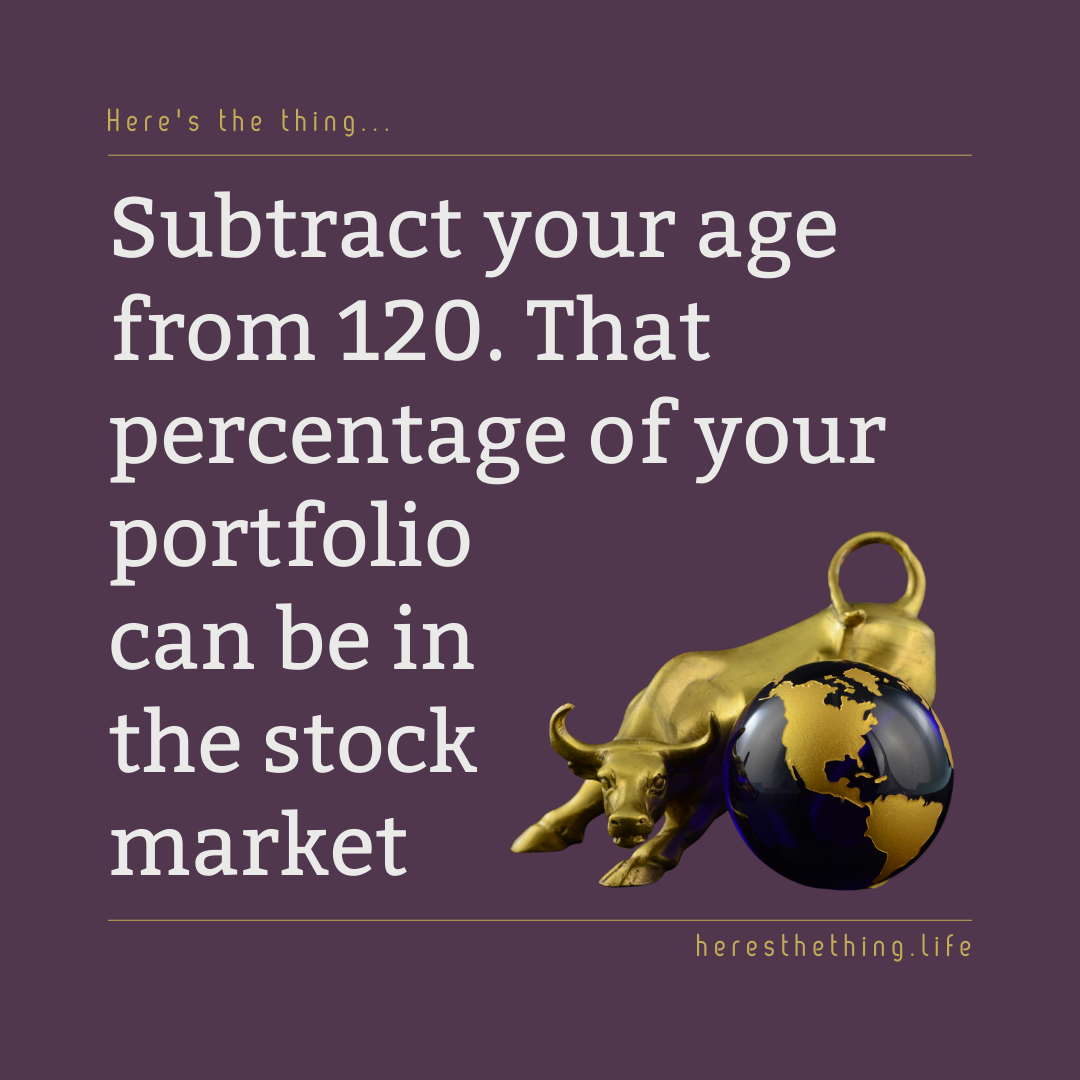 Here's the thing...
Subtract your age
from 120. That
percentage of your
portfolio
can be in
the stock
market
heresthething.life